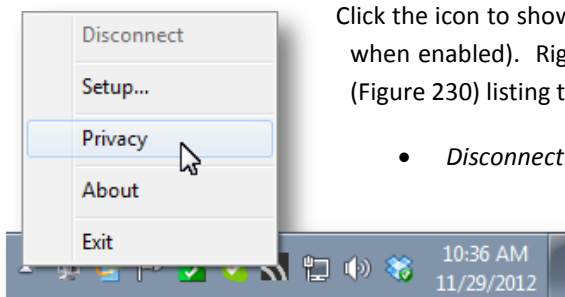 Disconnect
Setup...
Privacy
About
Exit
Click the icon to show
when enabled). Rig
(Figure 230) listing t
• Disconnect
10:36 AM
11/29/2012